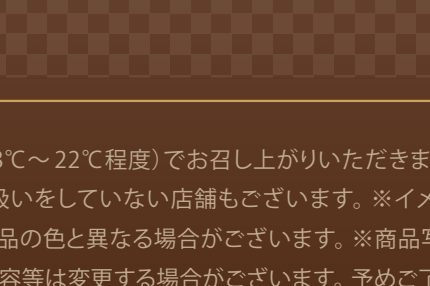 ℃～22℃程度）でお召し上がりいただきま
扱いをしていない店舗もございます。※イメ
品の色と異なる場合がございます。※商品写
容等は変更する場合がございます。予めご了